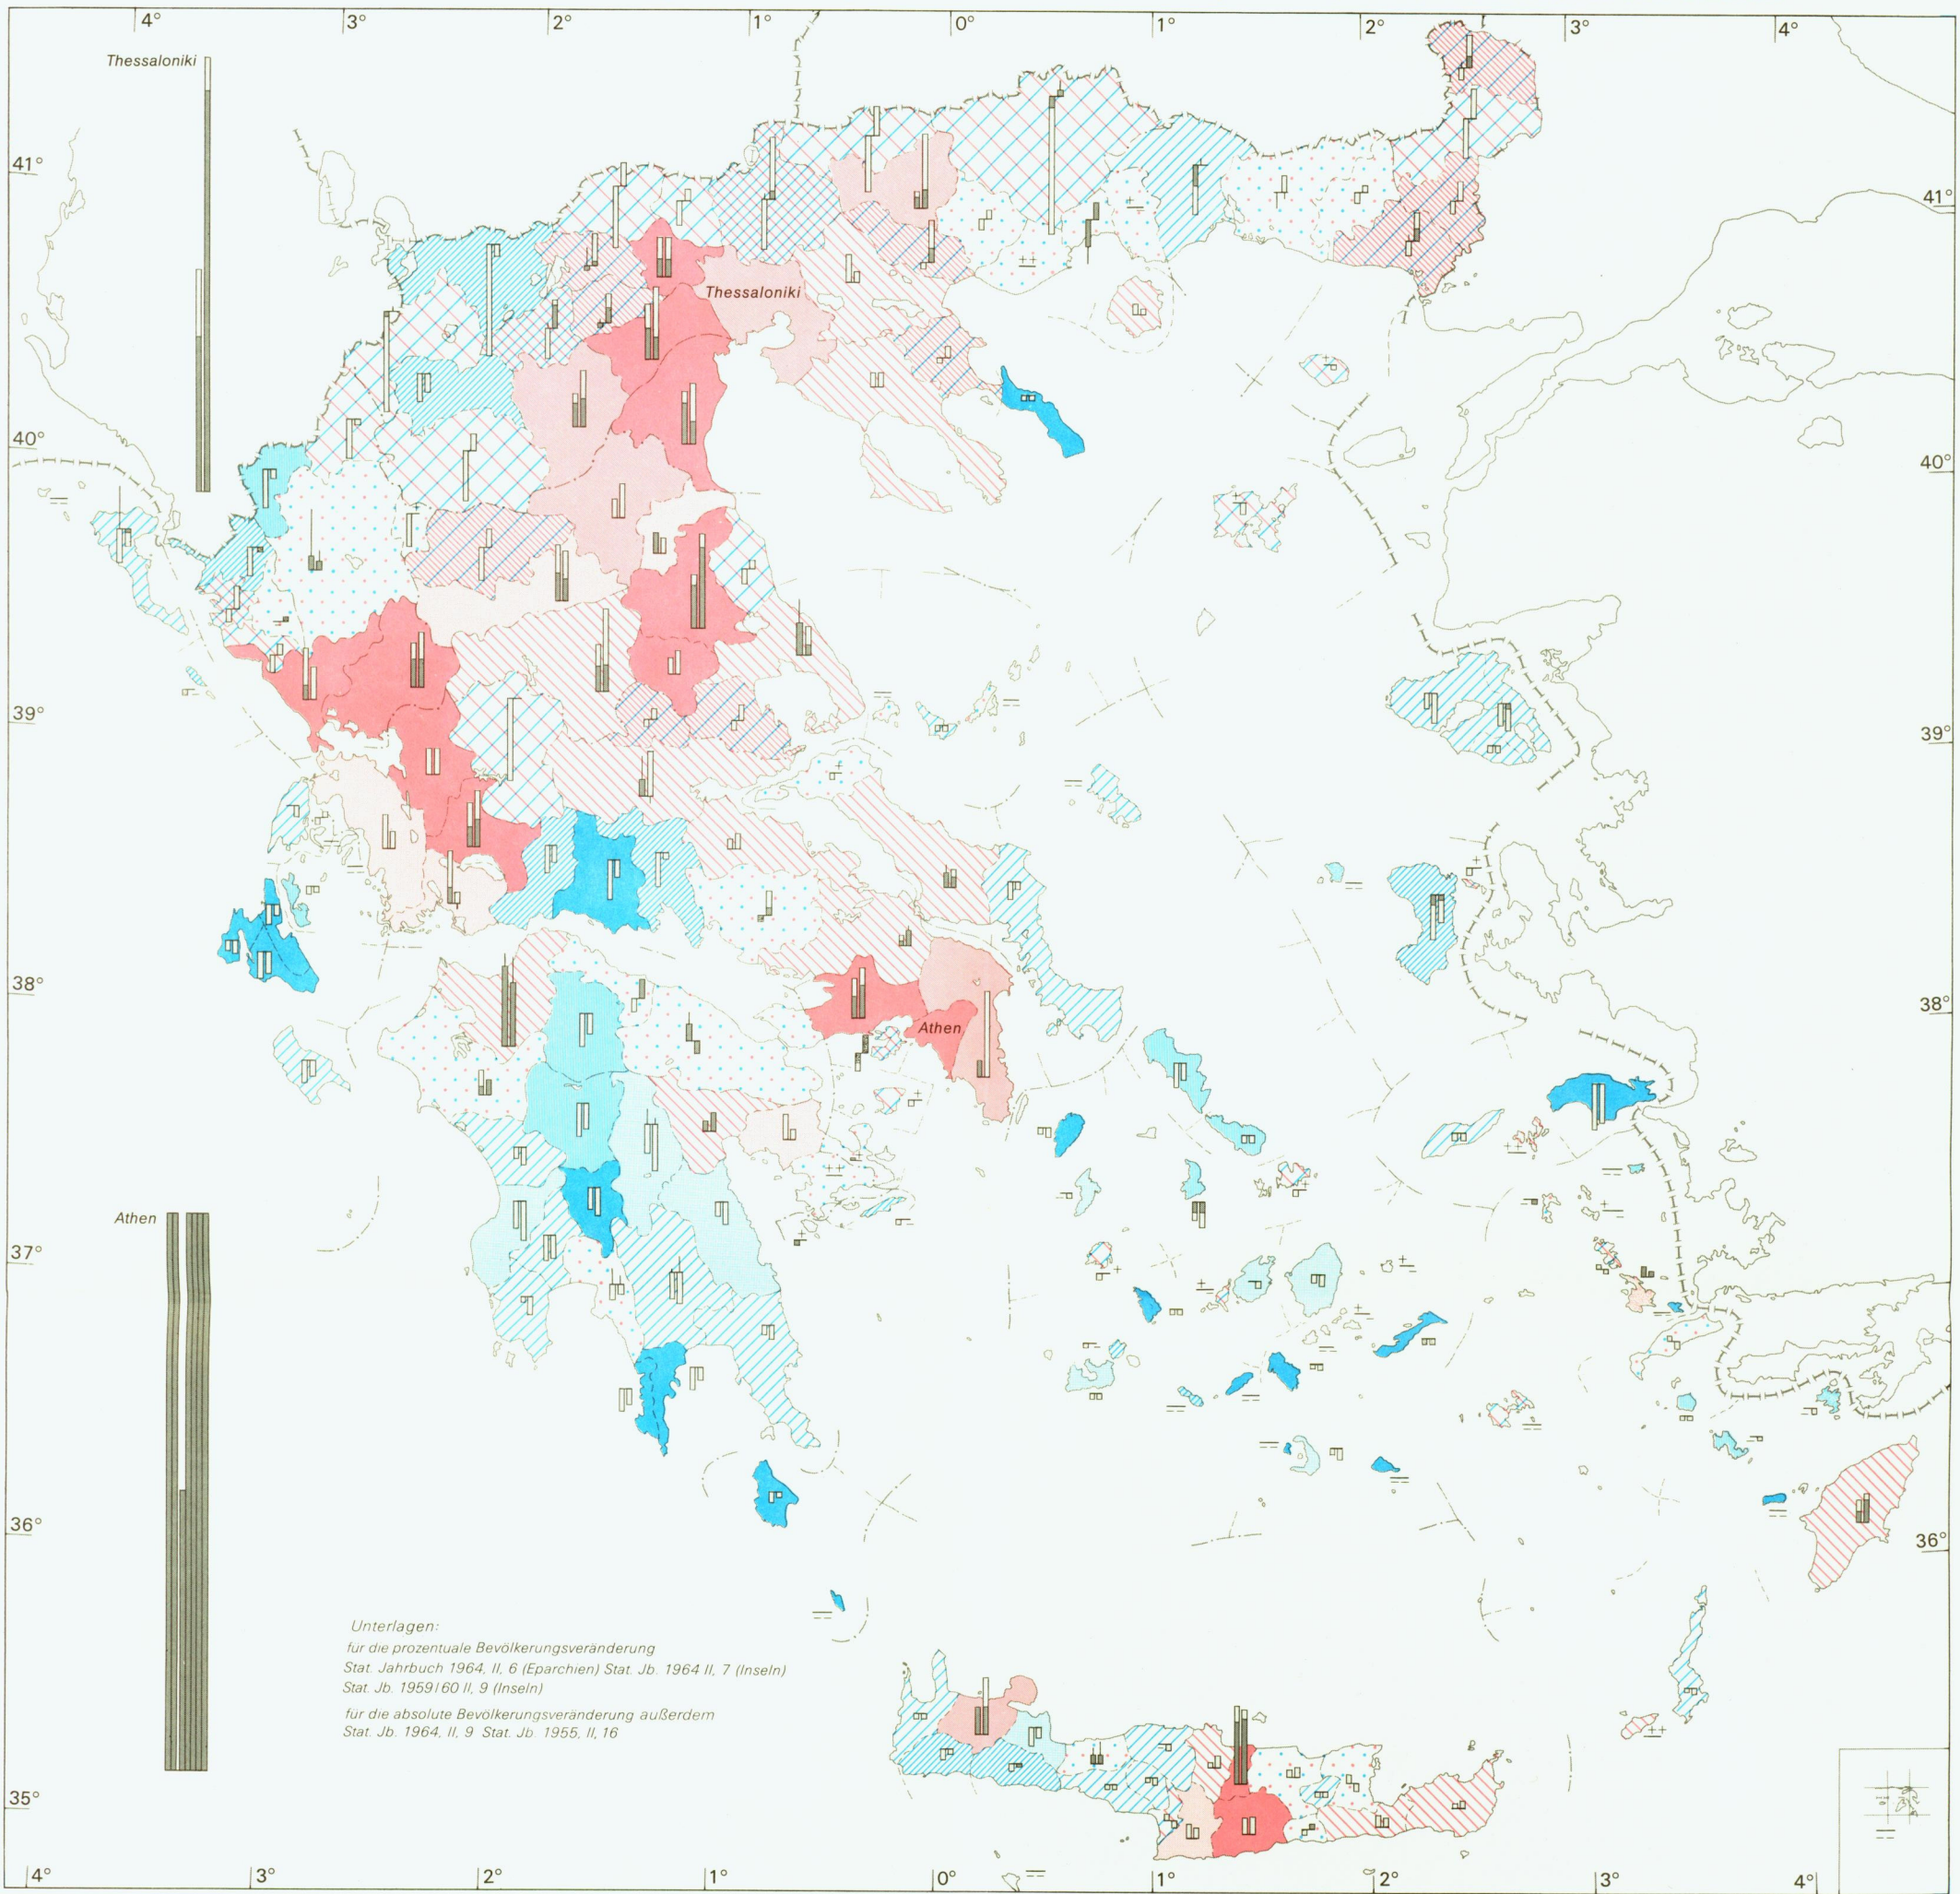 4° 3° 2° 1° 0° 1° 2° 3° 4°
Thessaloniki
41° 41°
Thessaloniki
40° 40°
39° 39°
38° 38°
Athen
Athen
37°
36° 36°
Unterlagen:
für die prozentuale Bevölkerungsveränderung
Stat. Jahrbuch 1964, II, 6 (Eparchien) Stat. Jb. 1964 II, 7 (Inseln)
Stat. Jb. 1959/60 II, 9 (Inseln)
für die absolute Bevölkerungsveränderung außerdem
Stat. Jb. 1964, II, 9 Stat. Jb. 1955, II, 16
35°
4° 3° 2° 1° 0° 1° 2° 3° 4°